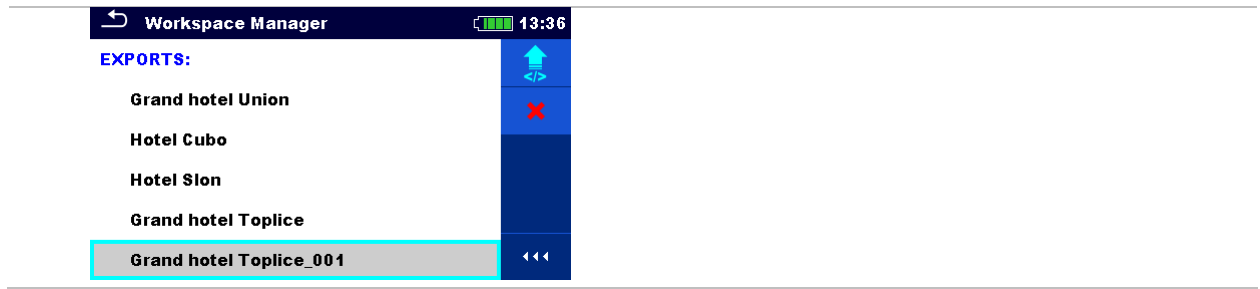 Workspace Manager 13:36
EXPORTS:
</>
Grand hotel Union
Hotel Cubo
Hotel Slon
Grand hotel Toplice
Grand hotel Toplice_001